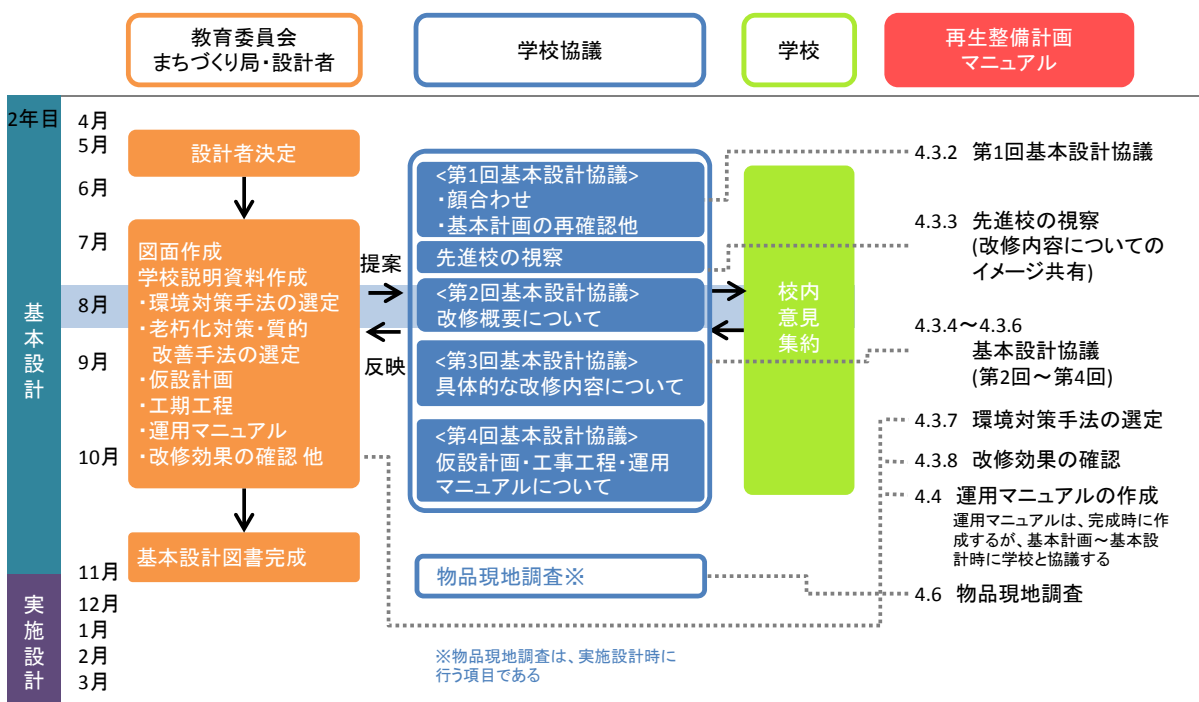 教育委員会
まちづくり局・設計者
学校協議
学校
再生整備計画
マニュアル
2年目
基本設計
実施設計
4月
5月
6月
7月
8月
9月
10月
11月
12月
1月
2月
3月
設計者決定
図面作成
学校説明資料作成
・環境対策手法の選定
・老朽化対策・質的
改善手法の選定
・仮設計画
・工期工程
・運用マニュアル
・改修効果の確認 他
基本設計図書完成
提案
反映
<第1回基本設計協議>
・顔合わせ
・基本計画の再確認他
先進校の視察
<第2回基本設計協議>
改修概要について
<第3回基本設計協議>
具体的な改修内容について
<第4回基本設計協議>
仮設計画・工事工程・運用
マニュアルについて
物品現地調査※
※物品現地調査は、実施設計時に
行う項目である
校内
意見
集約
4.3.2 第1回基本設計協議
4.3.3 先進校の視察
(改修内容についての
イメージ共有)
4.3.4～4.3.6
基本設計協議
(第2回～第4回)
4.3.7 環境対策手法の選定
4.3.8 改修効果の確認
4.4 運用マニュアルの作成
運用マニュアルは、完成時に作
成するが、基本計画～基本設
計時に学校と協議する
4.6 物品現地調査